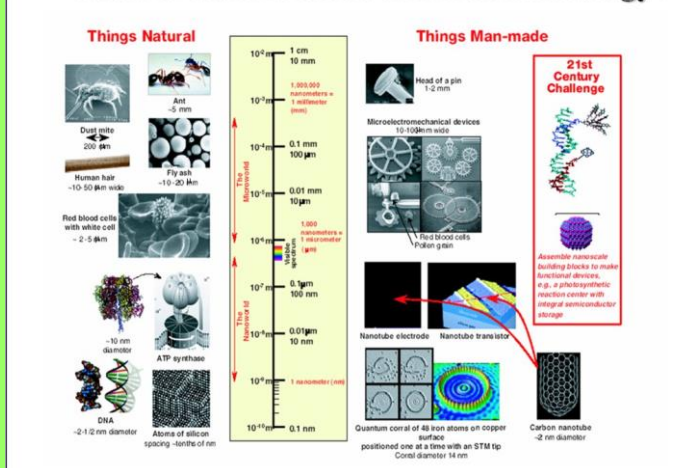 Things Natural
Things Man-made
Ant
~5 mm
Dust mite
200 µm
Human hair
~10-50 µm wide
Fly ash
~10-20 µm
Red blood cells
with white cell
~ 2-5 µm
~10 nm
diameter
ATP synthase
DNA
~2-1/2 nm diameter
Atoms of silicon
spacing ~tenths of nm
10-2 m
1 cm
10 mm
1,000,000
nanometers =
1 millimeter
(mm)
10-3 m
10-4 m
0.1 mm
100 µm
The
Microworld
10-5 m
0.01 mm
10 µm
1,000
nanometers =
1 micrometer
(µm)
10-6 m
Visible
spectrum
10-7 m
0.1 µm
100 nm
The
Nanoworld
10-8 m
0.01 µm
10 nm
10-9 m
1 nanometer (nm)
10-10 m
0.1 nm
Head of a pin
1-2 mm
Microelectromechanical devices
10-100 µm wide
Red blood cells
Pollen grain
Nanotube electrode
Nanotube transistor
Quantum corral of 48 iron atoms on copper
surface
positioned one at a time with an STM tip
Corral diameter 14 nm
Carbon nanotube
~2 nm diameter
21st
Century
Challenge
Assemble nanoscale
building blocks to make
functional devices,
e.g., a photosynthetic
reaction center with
integral semiconductor
storage